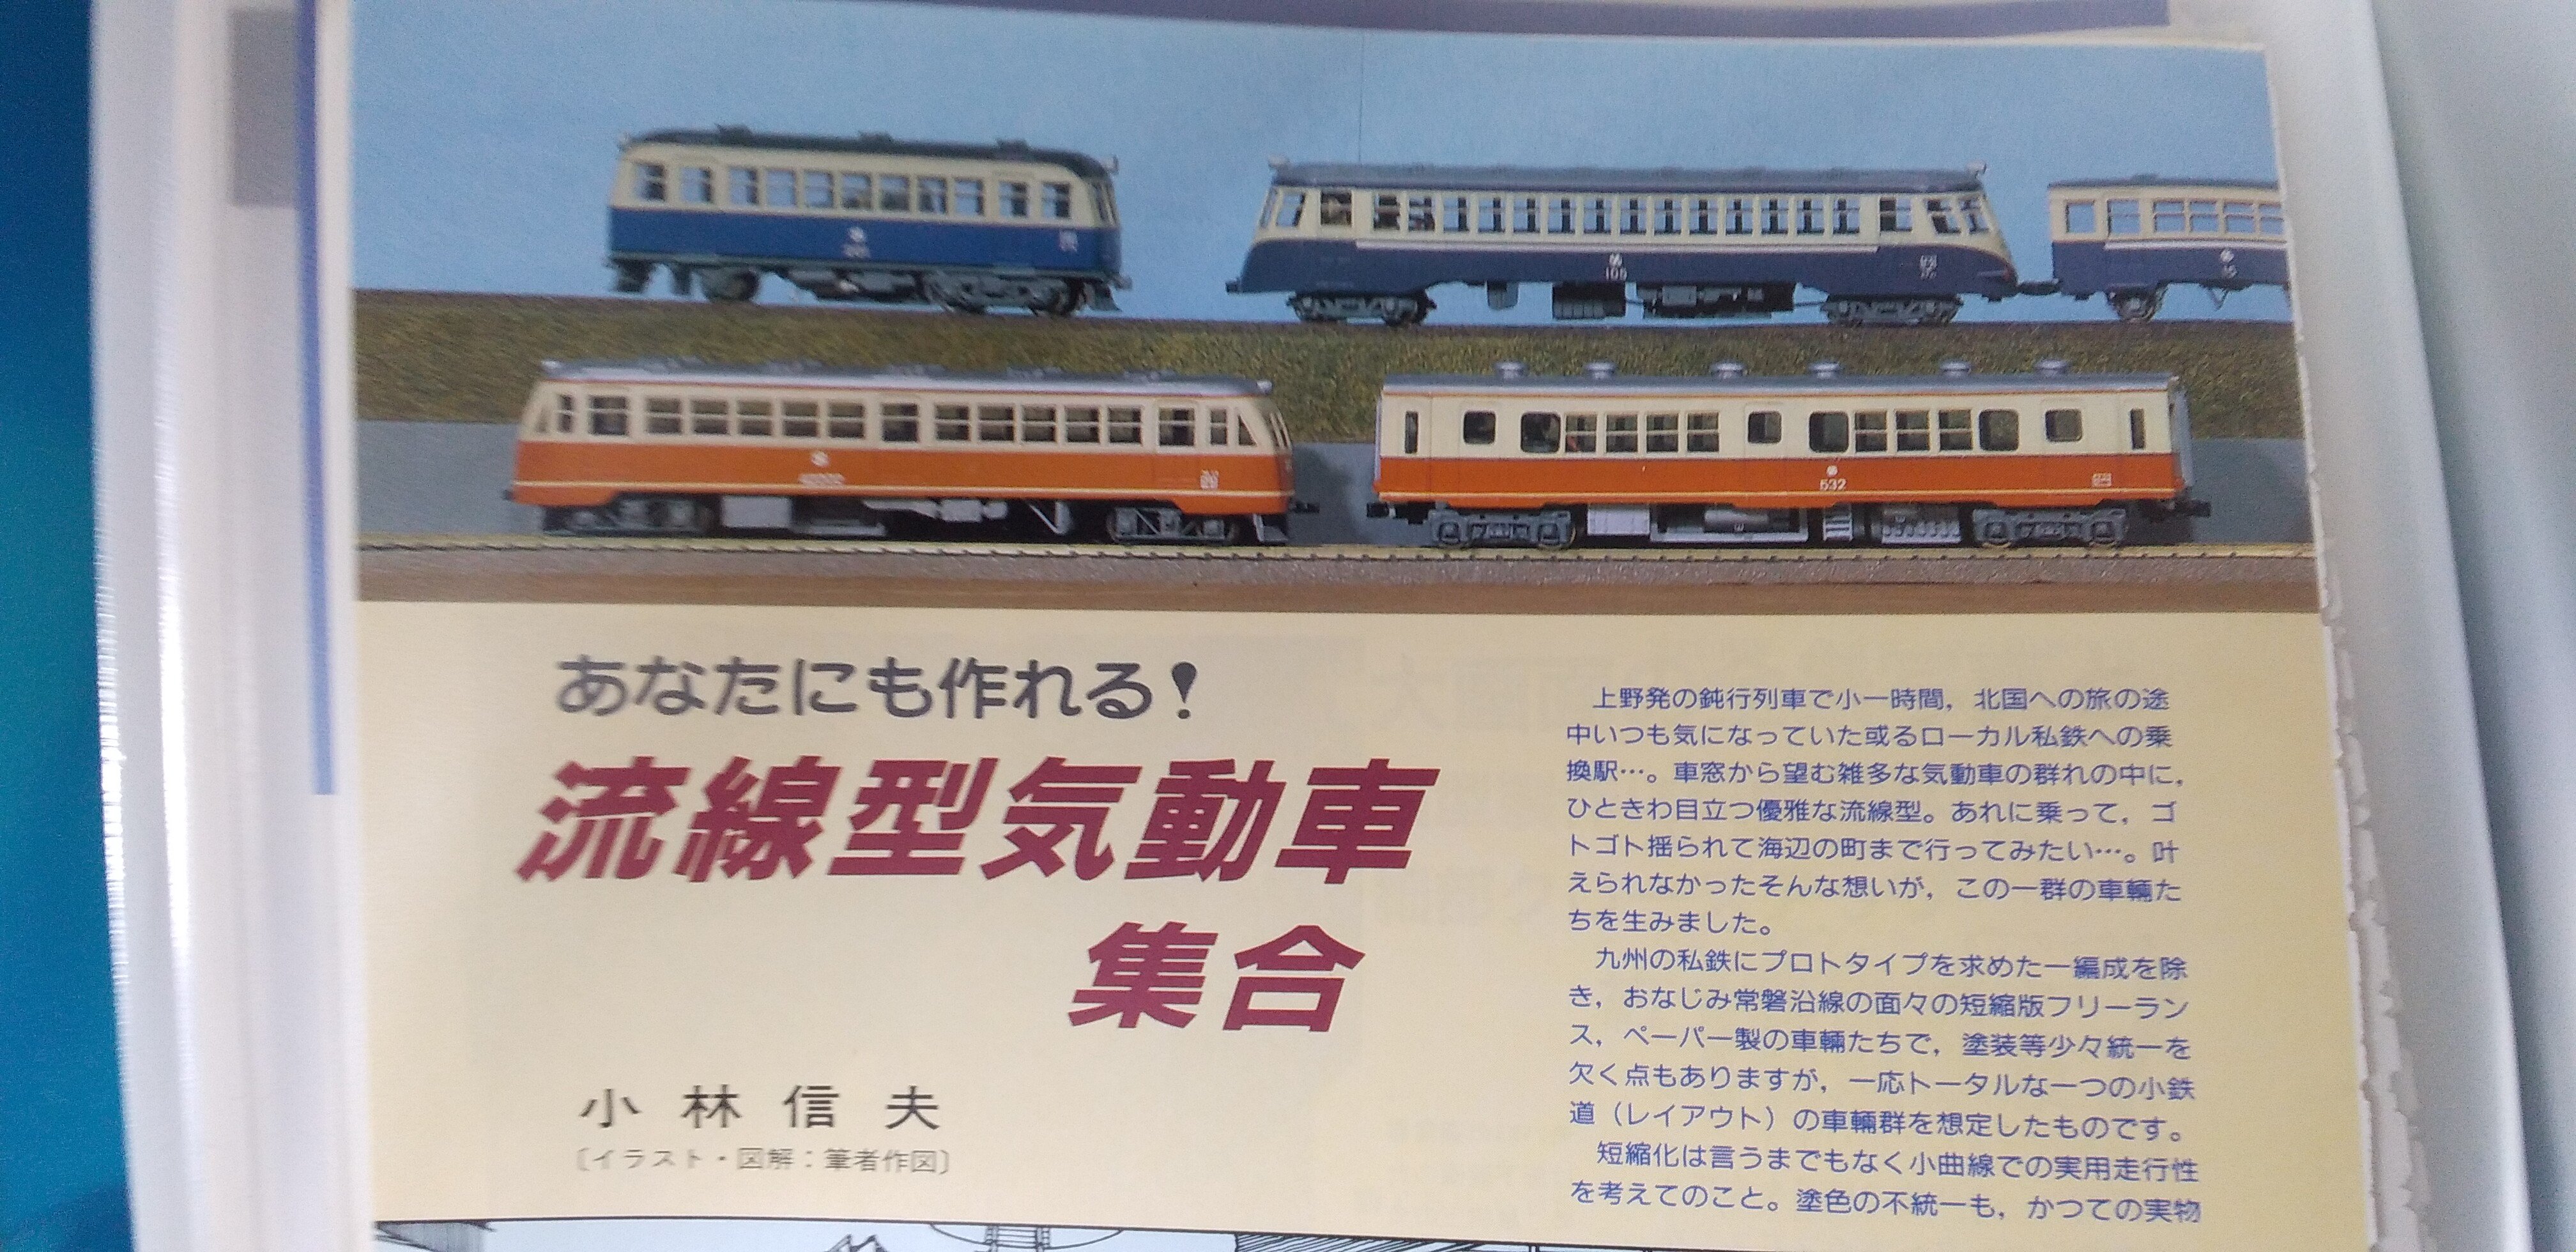 105
15
532
あなたにも作れる!
流線型気動車
集合
小林信夫
〔イラスト・図解:筆者作図〕
上野発の鈍行列車で小一時間，北国への旅の途
中いつも気になっていた或るローカル私鉄への乗
換駅…。車窓から望む雑多な気動車の群れの中に，
ひときわ目立つ優雅な流線型。あれに乗って，ゴ
トゴト揺られて海辺の町まで行ってみたい…。叶
えられなかったそんな想いが，この一群の車輛た
ちを生みました。
九州の私鉄にプロトタイプを求めた一編成を除
き，おなじみ常磐沿線の面々の短縮版フリーラン
ス，ペーパー製の車輛たちで，塗装等少々統一を
欠く点もありますが，一応トータルな一つの小鉄
道（レイアウト）の車輛群を想定したものです。
短縮化は言うまでもなく小曲線での実用走行性
を考えてのこと。塗色の不統一も，かつての実物